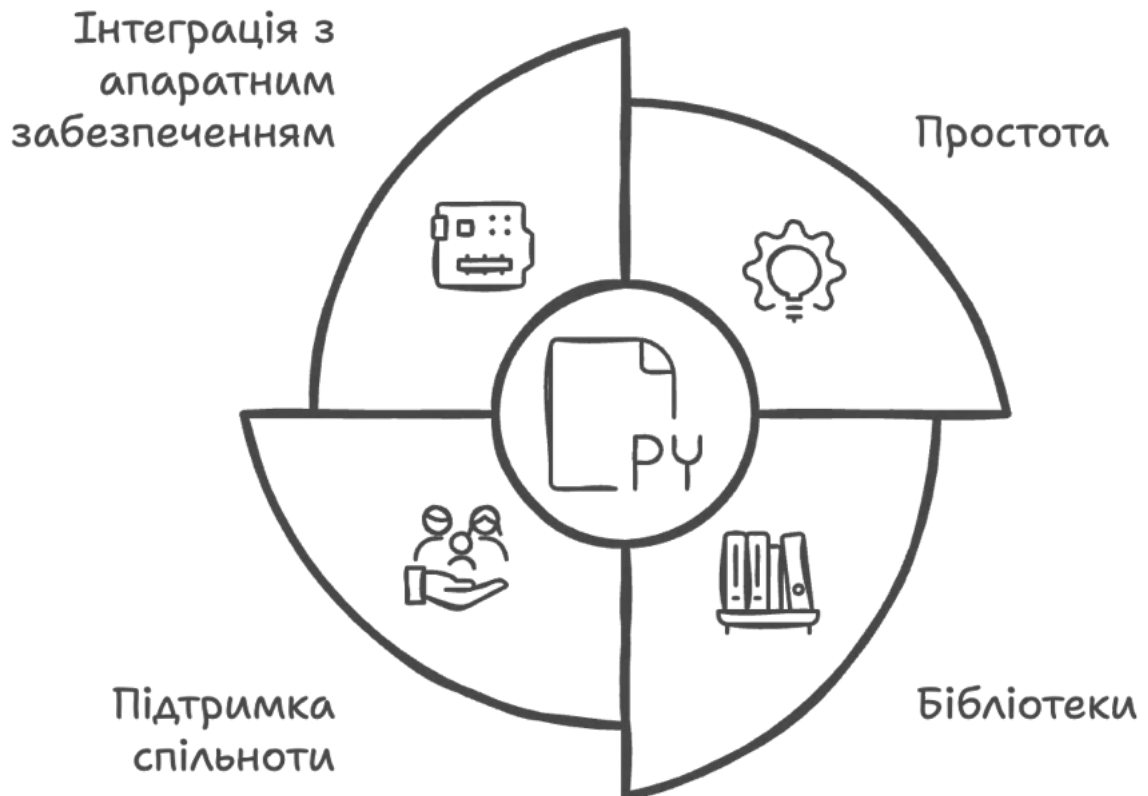 Інтеграція з
апаратним
забезпеченням
Простота
PY
Підтримка
спільноти
Бібліотеки